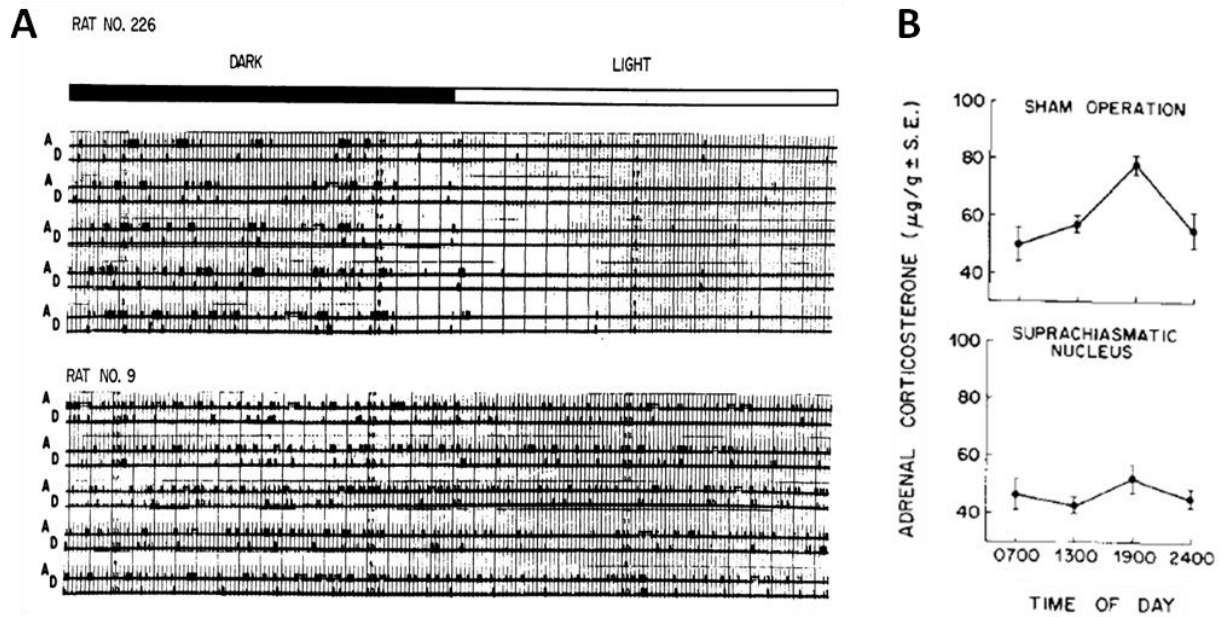 A
RAT NO. 226
DARK
LIGHT
A
D
A
D
A
D
A
D
A
D
RAT NO. 9
A
D
A
D
A
D
A
D
A
D
B
ADRENAL CORTICOSTERONE (µg/g ± S.E.)
100
80
60
40
SHAM OPERATION
100
80
60
40
SUPRACHIASMATIC
NUCLEUS
0700 1300 1900 2400
TIME OF DAY